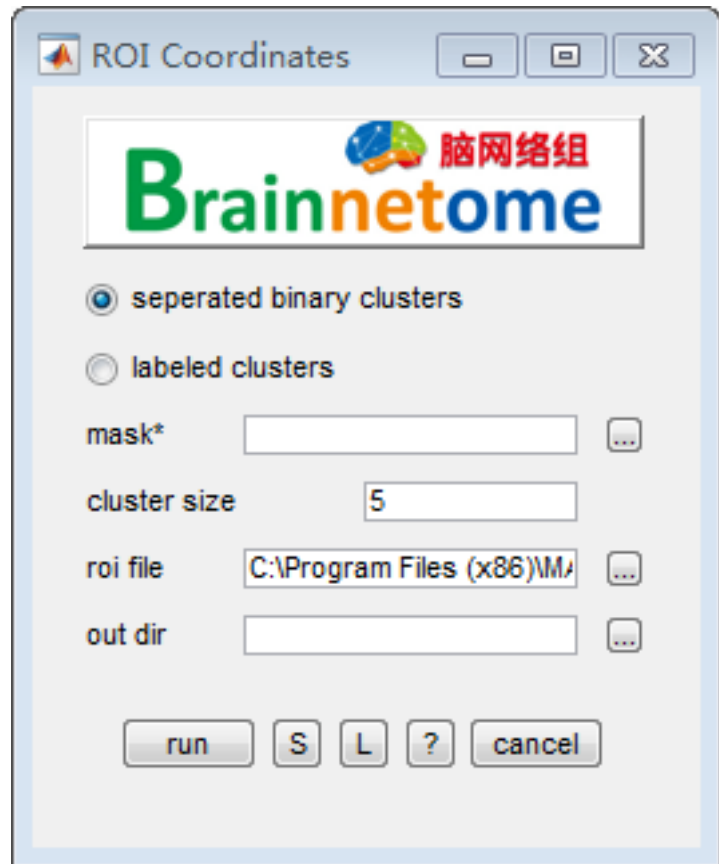 ROI Coordinates
脑网络组
Brainnetome
seperated binary clusters
labeled clusters
mask*
...
cluster size 5
roi file C:\Program Files (x86)\MA ...
out dir ...
run S L ? cancel